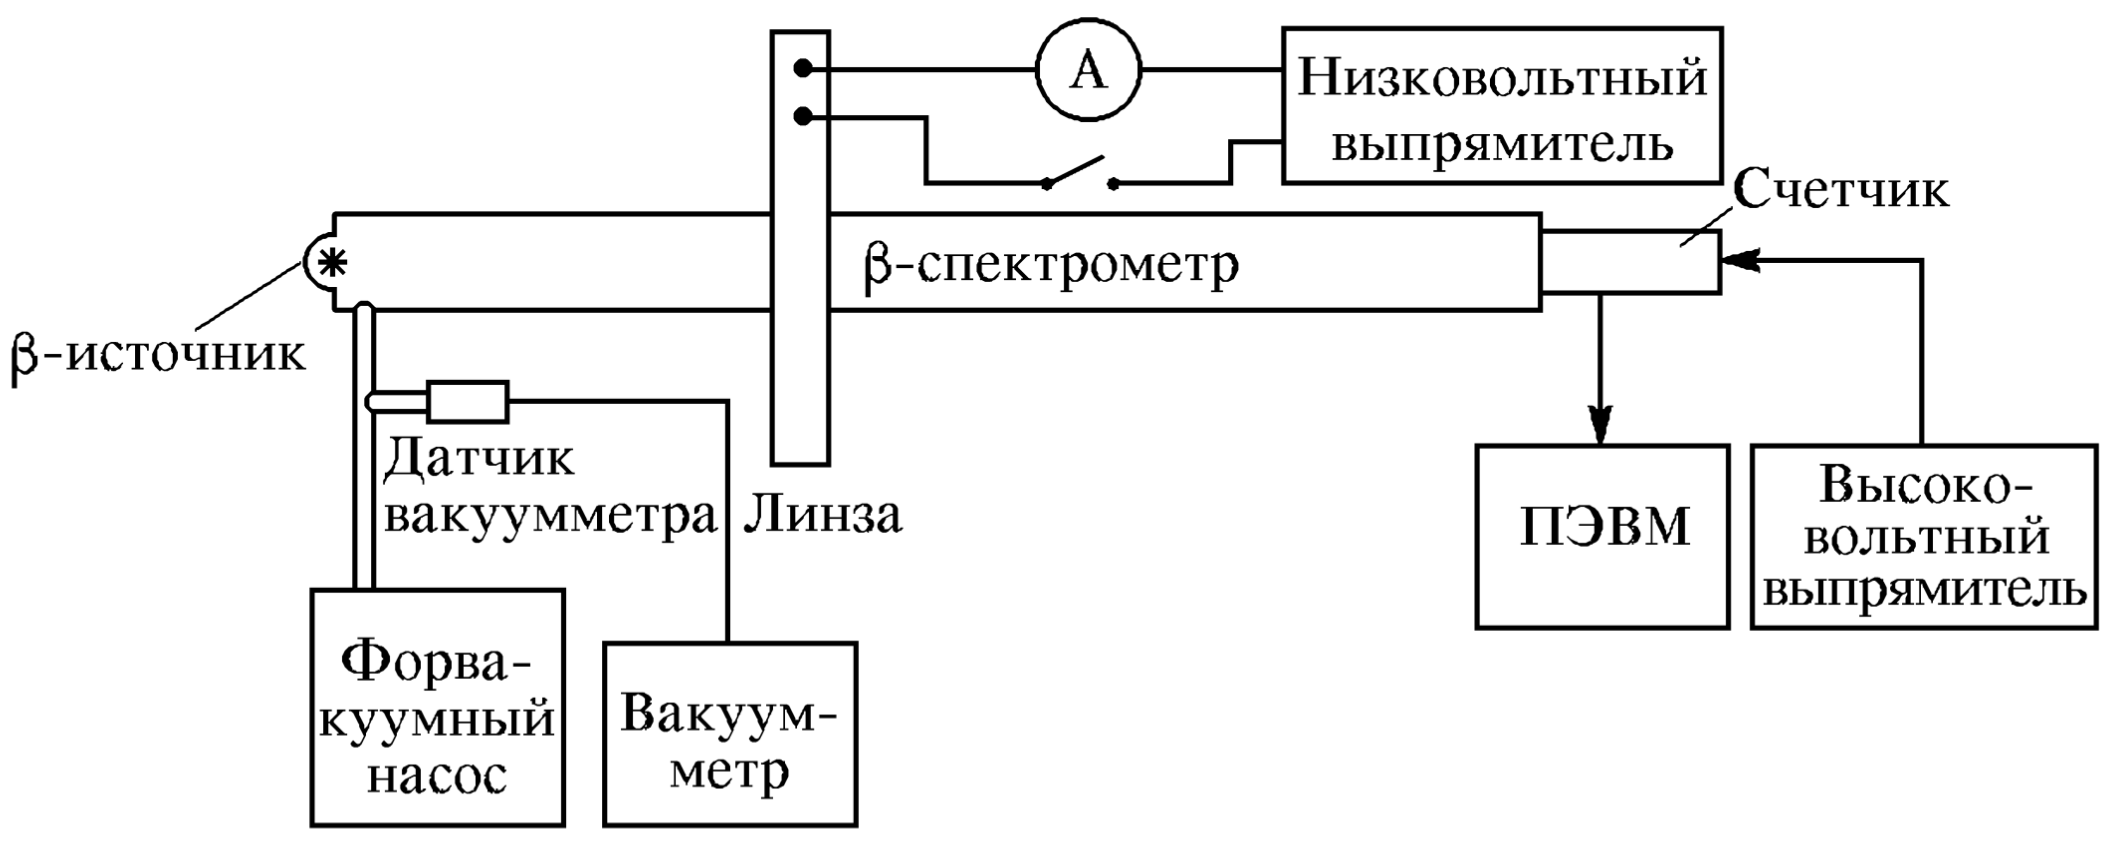 А
Низковольтный
выпрямитель
Счетчик
β-спектрометр
β-источник
Датчик
вакуумметра
Линза
ПЭВМ
Высоко-
вольтный
выпрямитель
Форва-
куумный
насос
Вакуум-
метр